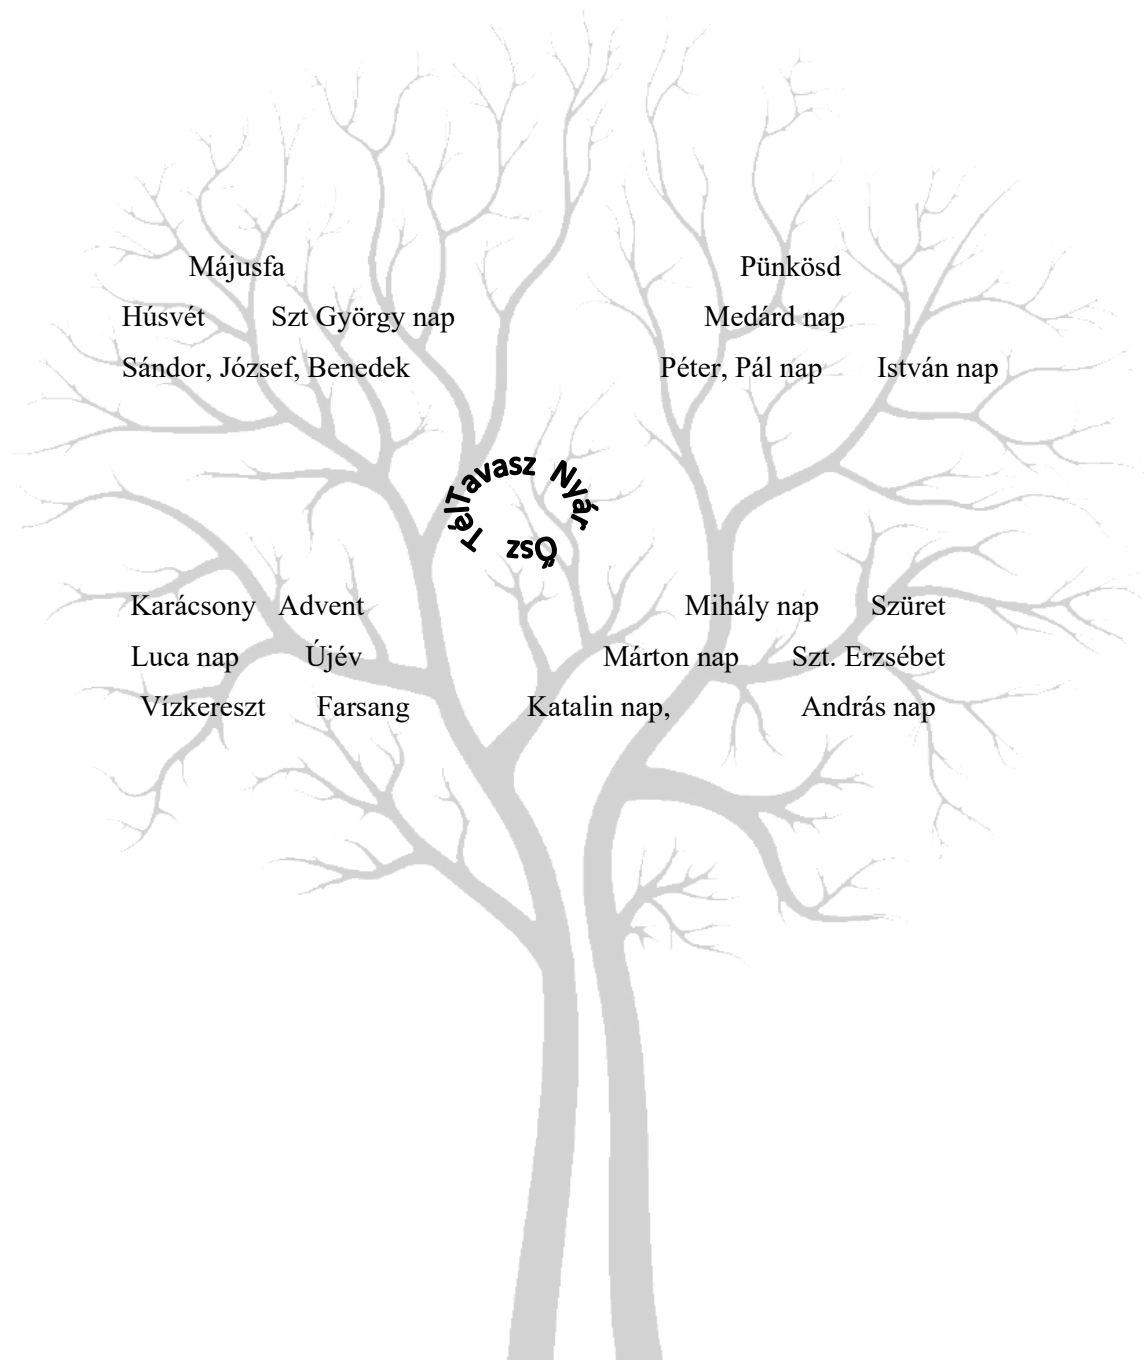 Májusfa
Pünkösd
Húsvét Szt György nap
Medárd nap
Sándor, József, Benedek
Péter, Pál nap István nap
Tavasz Nyár Ősz Tél
Karácsony Advent
Mihály nap Szüret
Luca nap Újév
Márton nap Szt. Erzsébet
Vízkereszt Farsang
Katalin nap, András nap